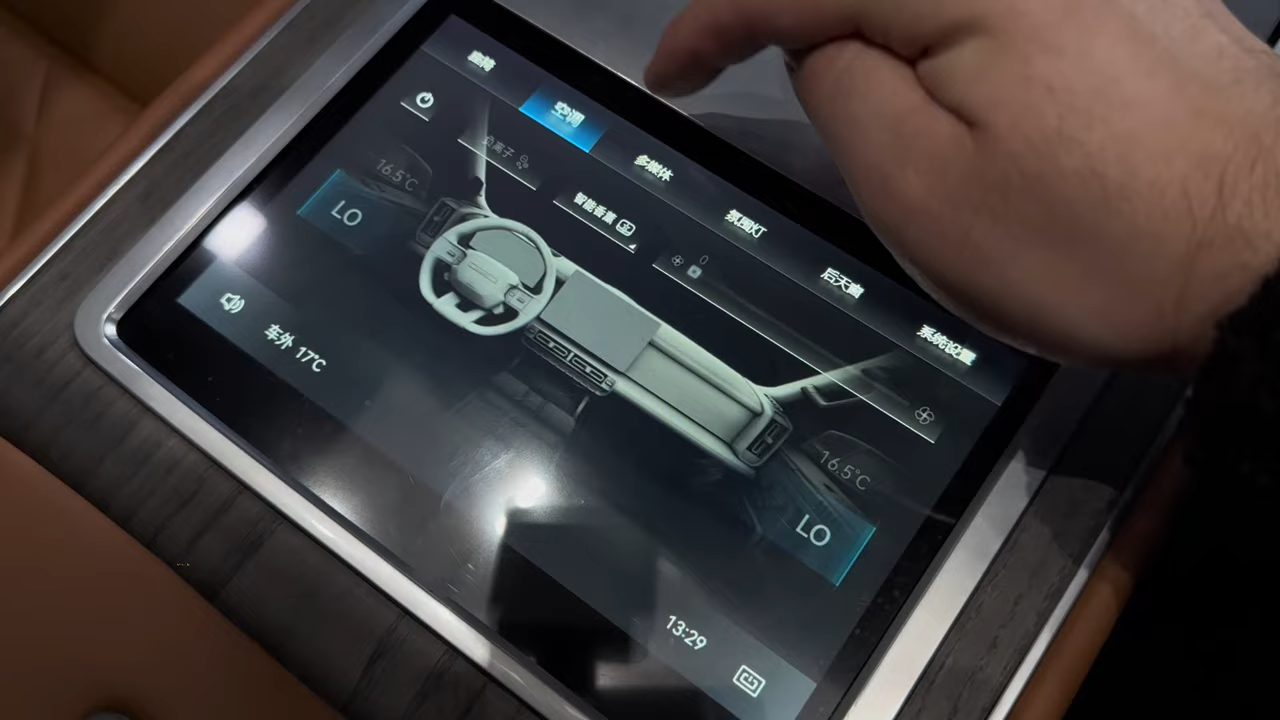 座椅
空调
多媒体
氛围灯
后天窗
系统设置
负离子
智能香薰
0
16.5°C
LO
16.5°C
LO
车外 17°C
13:29